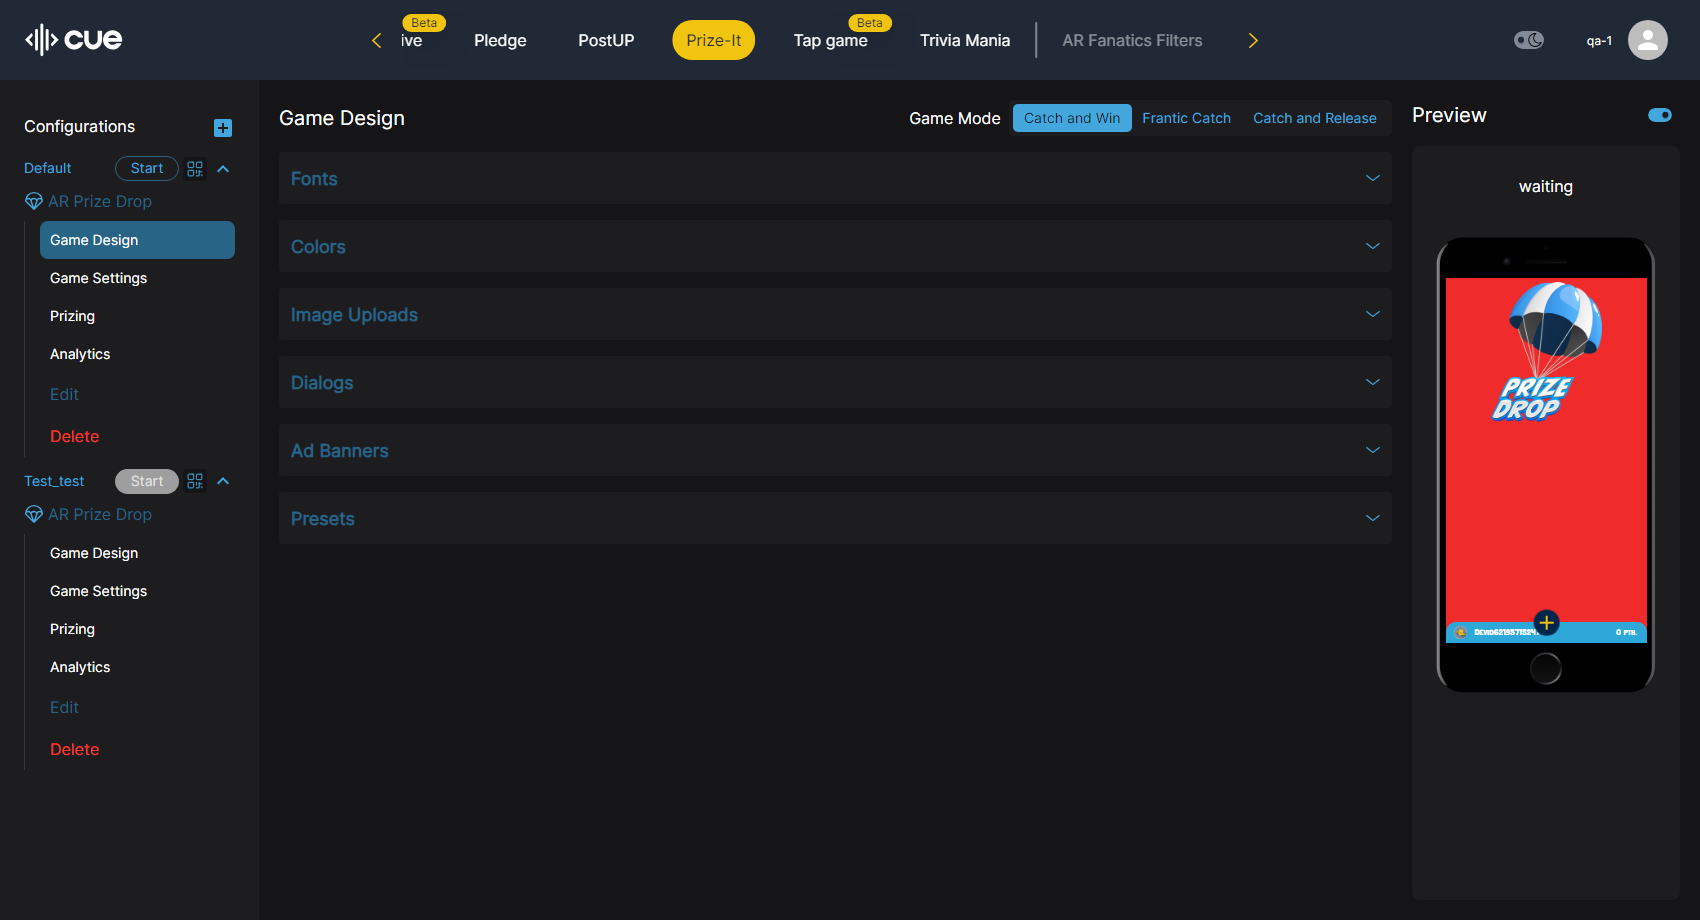 cue
Beta
ive
Pledge
PostUP
Prize-It
Beta
Tap game
Trivia Mania
AR Fanatics Filters
qa-1
Configurations
Default
Start
AR Prize Drop
Game Design
Game Settings
Prizing
Analytics
Edit
Delete
Test_test
Start
AR Prize Drop
Game Design
Game Settings
Prizing
Analytics
Edit
Delete
Game Design
Game Mode
Catch and Win
Frantic Catch
Catch and Release
Fonts
Colors
Image Uploads
Dialogs
Ad Banners
Presets
Preview
waiting
PRIZE
DROP
0 PTS.